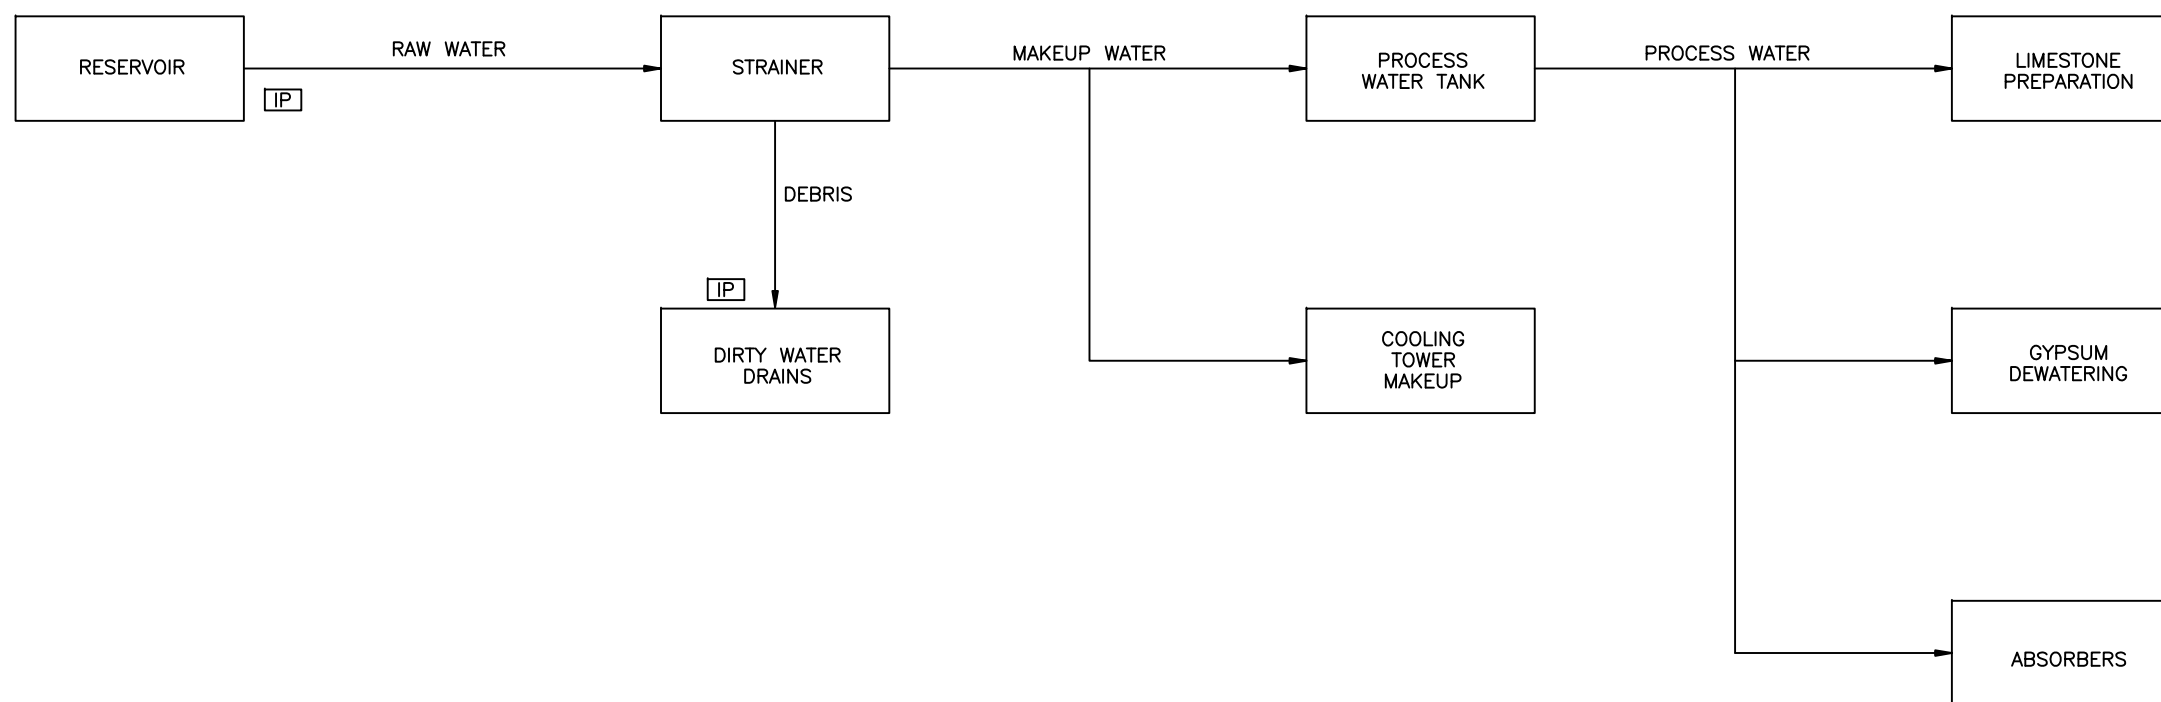 RESERVOIR
RAW WATER
IP
STRAINER
MAKEUP WATER
PROCESS
WATER TANK
PROCESS WATER
LIMESTONE
PREPARATION
DEBRIS
IP
DIRTY WATER
DRAINS
COOLING
TOWER
MAKEUP
GYPSUM
DEWATERING
ABSORBERS